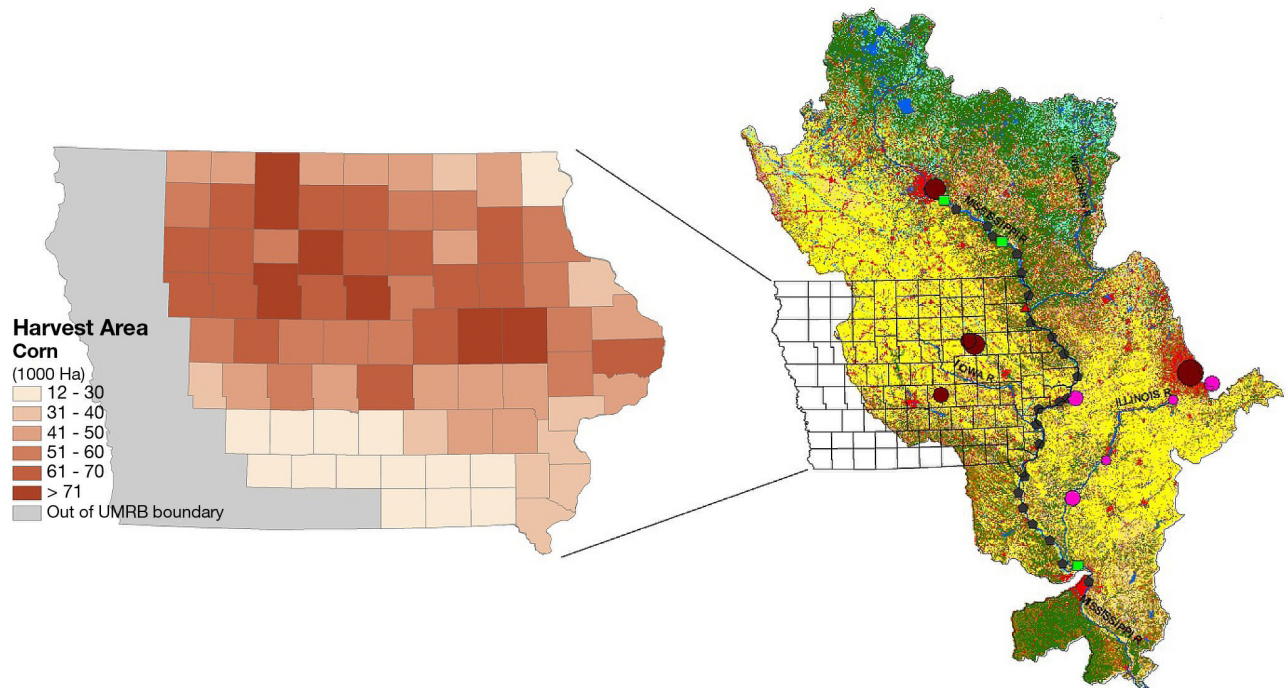 Harvest Area
Corn
(1000 Ha)
12 - 30
31 - 40
41 - 50
51 - 60
61 - 70
> 71
Out of UMRB boundary
MISSISSIPPI R.
IOWA R.
ILLINOIS R.
MISSISSIPPI R.